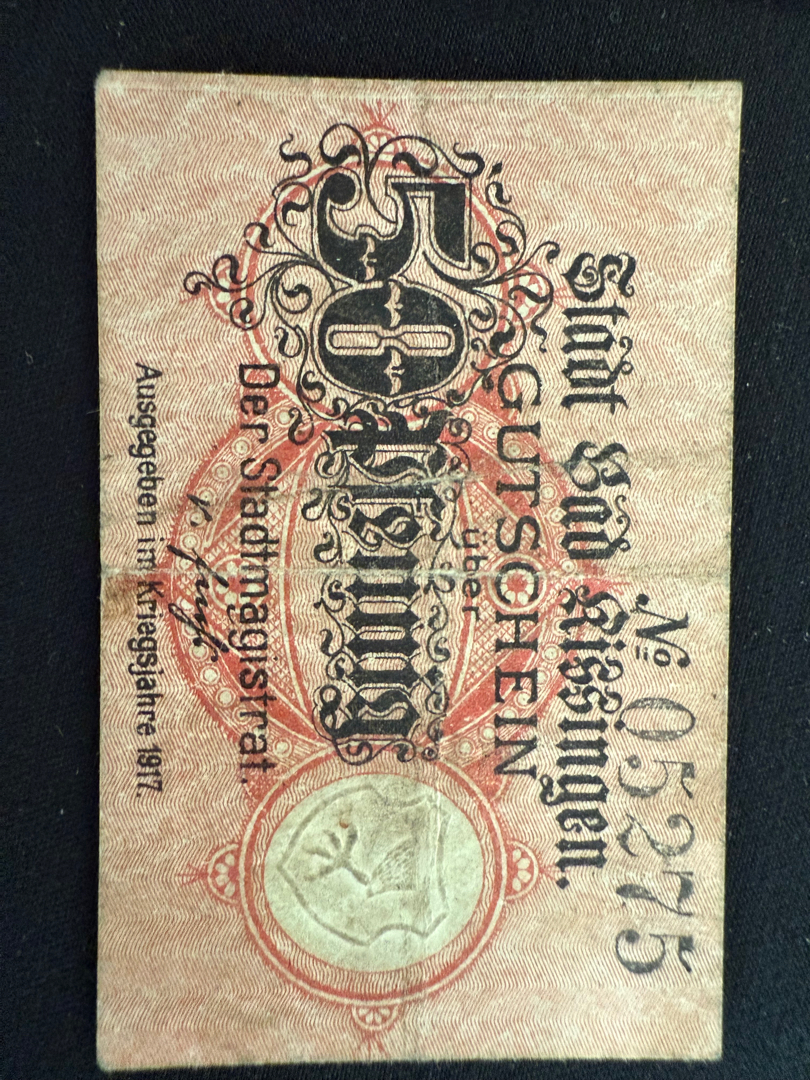 № 05275
Stadt Bad Kissingen.
GUTSCHEIN
über
50 Pfennig
Der Stadtmagistrat.
Ausgegeben im Kriegsjahre 1917.